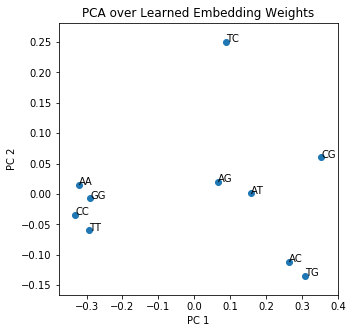 PCA over Learned Embedding Weights
TC
0.25
0.20
0.15
0.10
CG
0.05
AA
AG
GG
AT
0.00
CC
TT
−0.05
AC
−0.10
TG
−0.15
PC 2
−0.3 −0.2 −0.1 0.0 0.1 0.2 0.3 0.4
PC 1